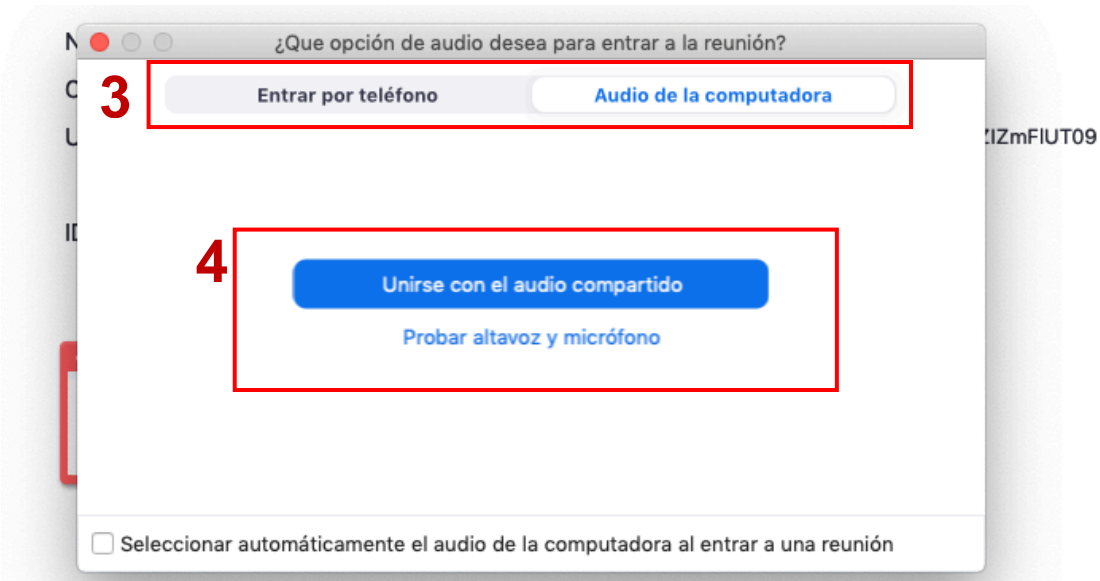 ¿Que opción de audio desea para entrar a la reunión?
3
Entrar por teléfono
Audio de la computadora
ZIZmFlUT09
4
Unirse con el audio compartido
Probar altavoz y micrófono
Seleccionar automáticamente el audio de la computadora al entrar a una reunión